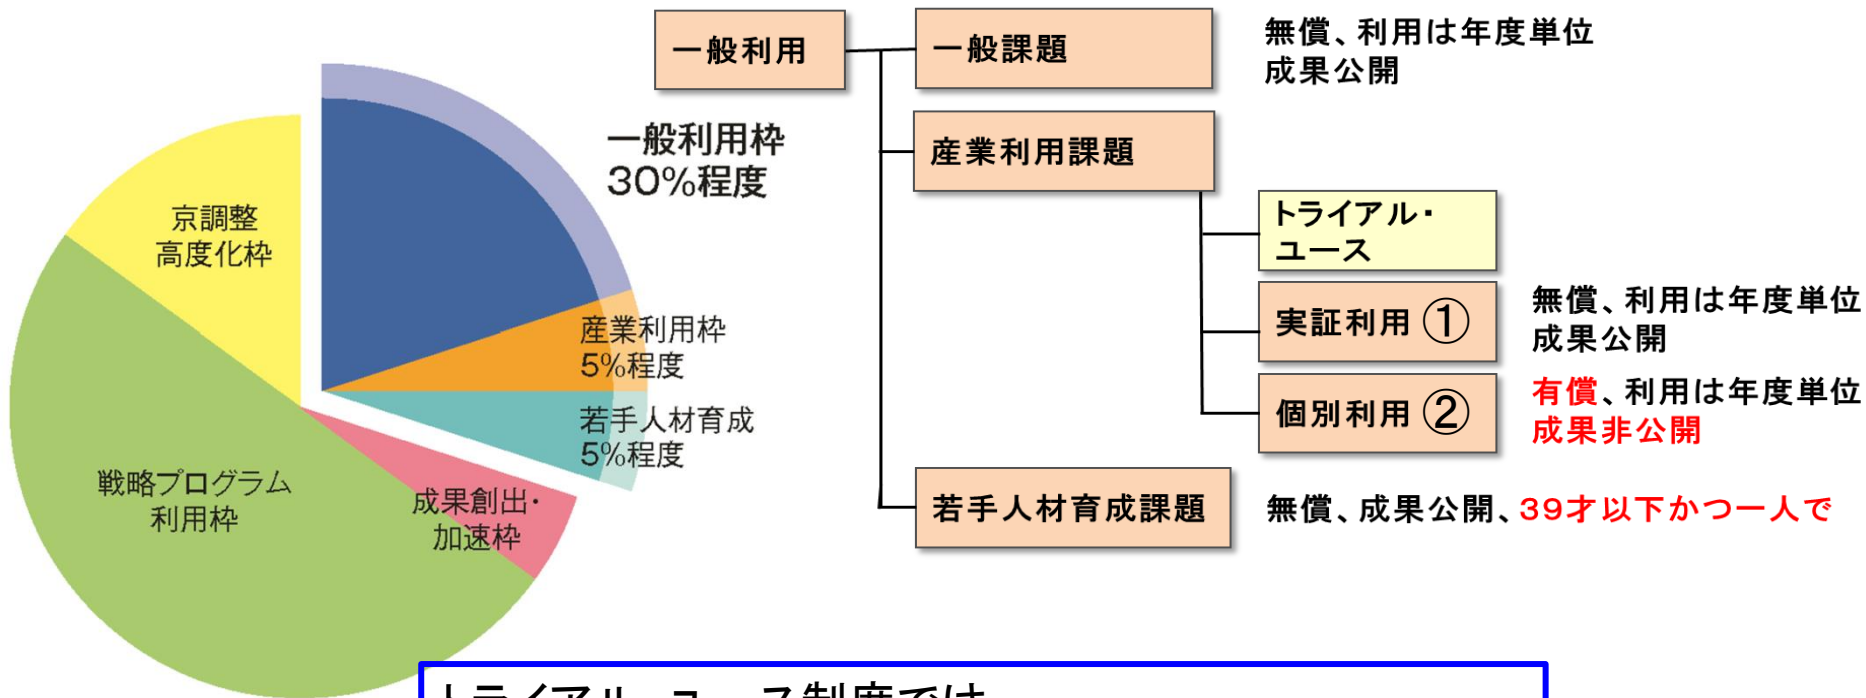 一般利用枠
30%程度
京調整
高度化枠
産業利用枠
5%程度
若手人材育成
5%程度
戦略プログラム
利用枠
成果創出・
加速枠
一般利用
一般課題
無償、利用は年度単位
成果公開
産業利用課題
トライアル・
ユース
実証利用 ①
無償、利用は年度単位
成果公開
個別利用 ②
有償、利用は年度単位
成果非公開
若手人材育成課題
無償、成果公開、39才以下かつ一人で